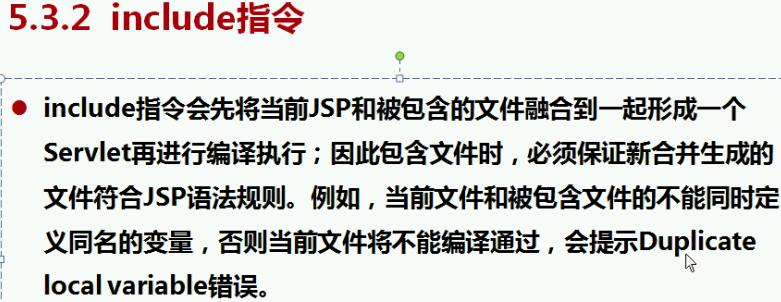 5.3.2 include指令
include指令会先将当前JSP和被包含的文件融合到一起形成一个
Servlet再进行编译执行；因此包含文件时，必须保证新合并生成的
文件符合JSP语法规则。例如，当前文件和被包含文件的不能同时定
义同名的变量，否则当前文件将不能编译通过，会提示Duplicate
local variable错误。